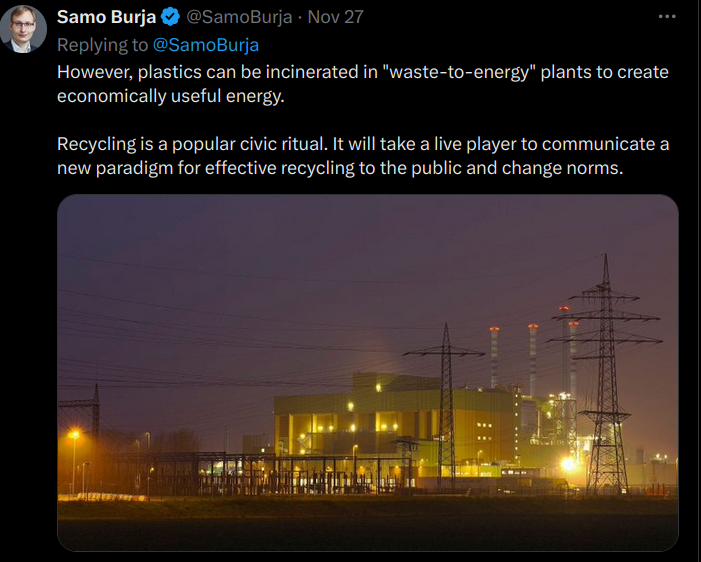 Samo Burja @SamoBurja · Nov 27
Replying to @SamoBurja
However, plastics can be incinerated in "waste-to-energy" plants to create
economically useful energy.
Recycling is a popular civic ritual. It will take a live player to communicate a
new paradigm for effective recycling to the public and change norms.